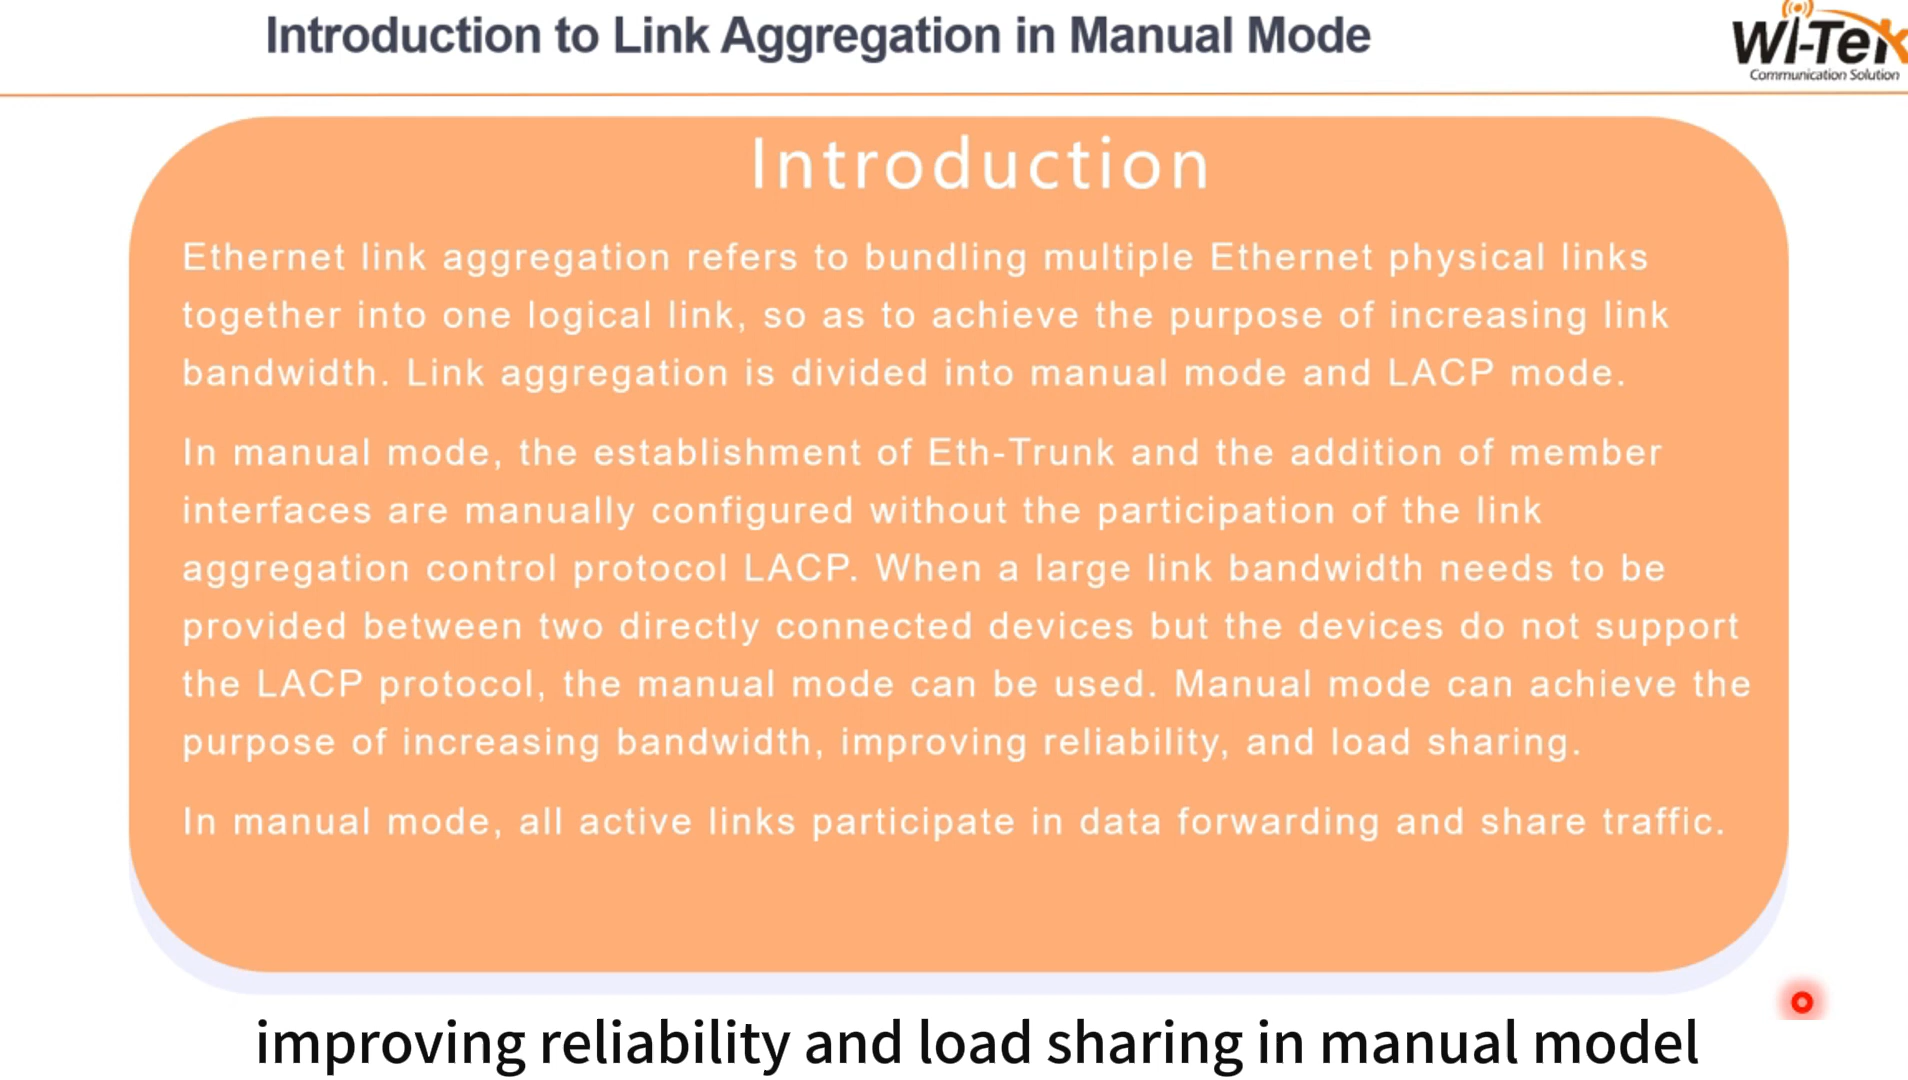 Introduction to Link Aggregation in Manual Mode
Wi-Tek
Communication Solution
Introduction
Ethernet link aggregation refers to bundling multiple Ethernet physical links
together into one logical link, so as to achieve the purpose of increasing link
bandwidth. Link aggregation is divided into manual mode and LACP mode.
In manual mode, the establishment of Eth-Trunk and the addition of member
interfaces are manually configured without the participation of the link
aggregation control protocol LACP. When a large link bandwidth needs to be
provided between two directly connected devices but the devices do not support
the LACP protocol, the manual mode can be used. Manual mode can achieve the
purpose of increasing bandwidth, improving reliability, and load sharing.
In manual mode, all active links participate in data forwarding and share traffic.
improving reliability and load sharing in manual model